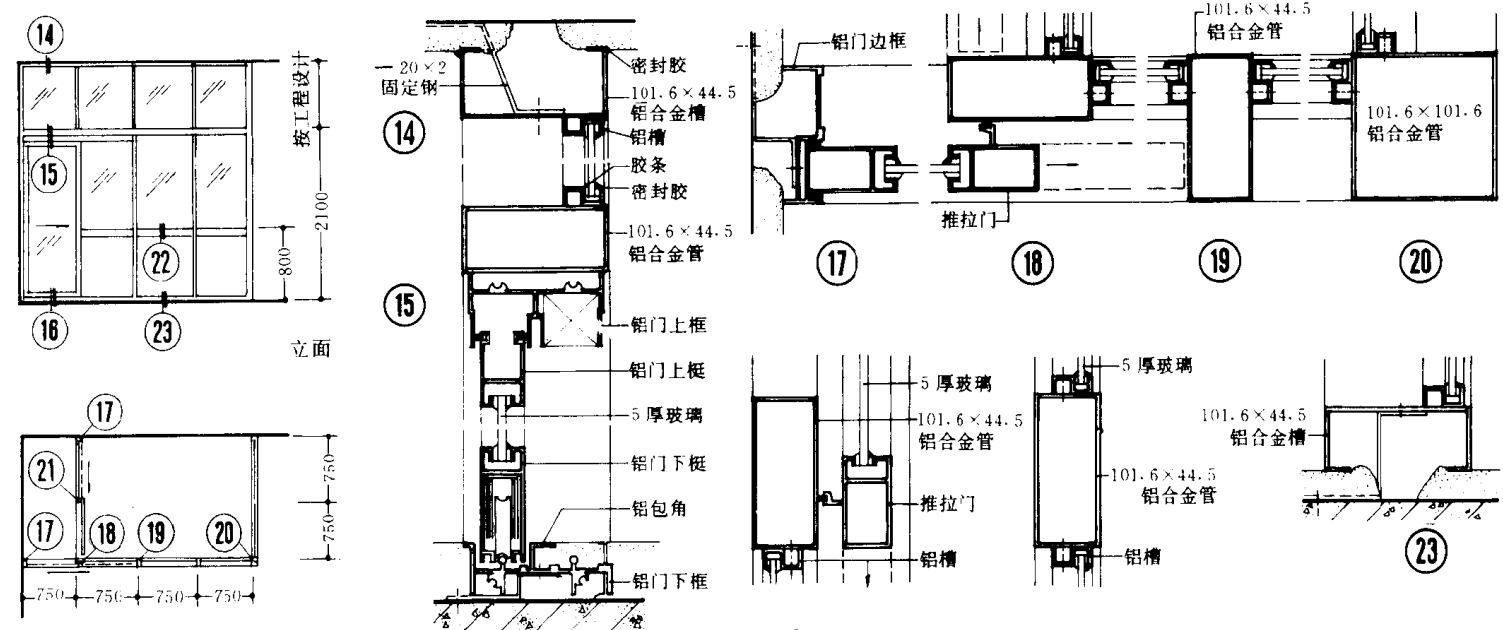 14
按工程设计
15
2100
22
800
16
23
立面
17
21
750
17
18
19
20
750
750
750
750
750
—20×2
固定钢
14
密封胶
101.6×44.5
铝合金槽
铝槽
胶条
密封胶
101.6×44.5
铝合金管
15
铝门上框
铝门上梃
5厚玻璃
铝门下梃
铝包角
铝门下框
铝门边框
推拉门
17
18
101.6×44.5
铝合金管
19
101.6×101.6
铝合金管
20
5厚玻璃
101.6×44.5
铝合金管
推拉门
铝槽
5厚玻璃
101.6×44.5
铝合金管
铝槽
101.6×44.5
铝合金槽
23